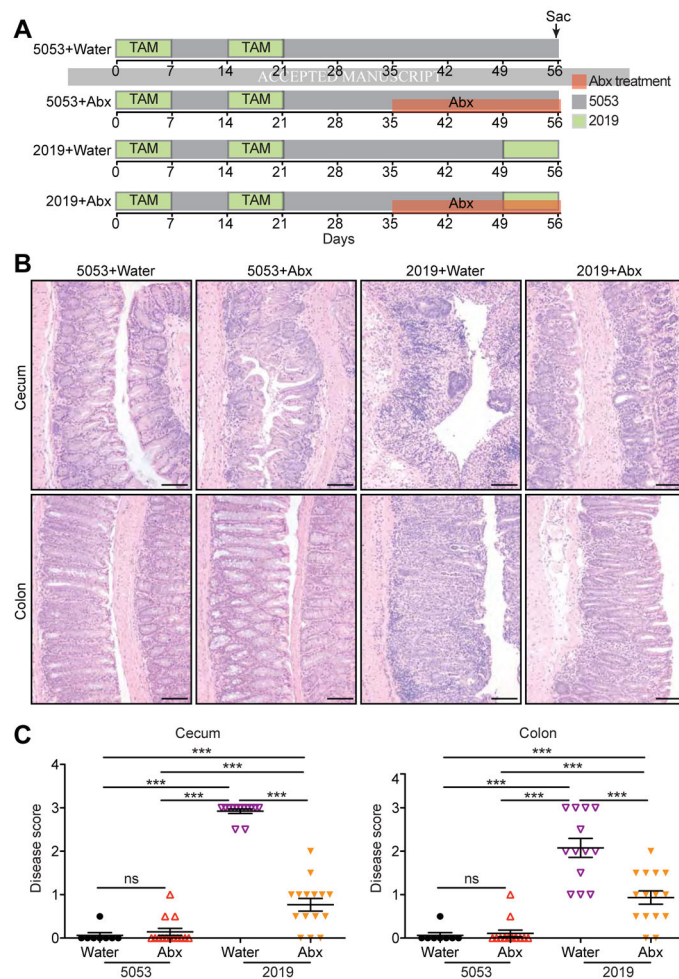 A
Sac
5053+Water
TAM
TAM
0 7 14 21 28 35 42 49 56
ACCEPTED MANUSCRIPT
Abx treatment
5053
2019
5053+Abx
TAM
TAM
Abx
0 7 14 21 28 35 42 49 56
2019+Water
TAM
TAM
0 7 14 21 28 35 42 49 56
2019+Abx
TAM
TAM
Abx
0 7 14 21 28 35 42 49 56
Days
B
5053+Water 5053+Abx 2019+Water 2019+Abx
Cecum
Colon
C
Cecum
Disease score
4
3
2
1
0
***
***
***
***
***
ns
Water Abx Water Abx
5053 2019
Colon
Disease score
4
3
2
1
0
***
***
***
***
***
ns
Water Abx Water Abx
5053 2019